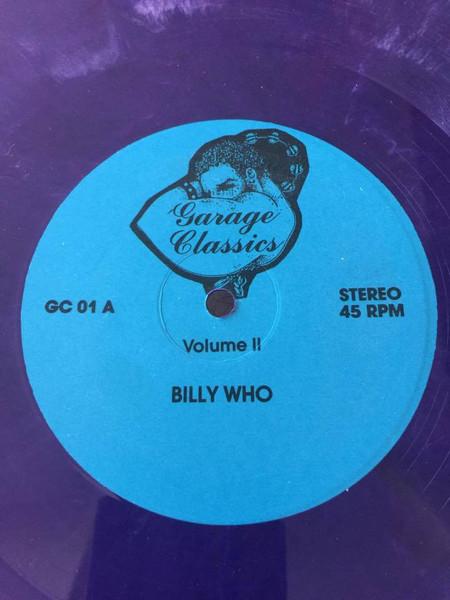 Garage
Classics
GC 01 A
STEREO
45 RPM
Volume II
BILLY WHO